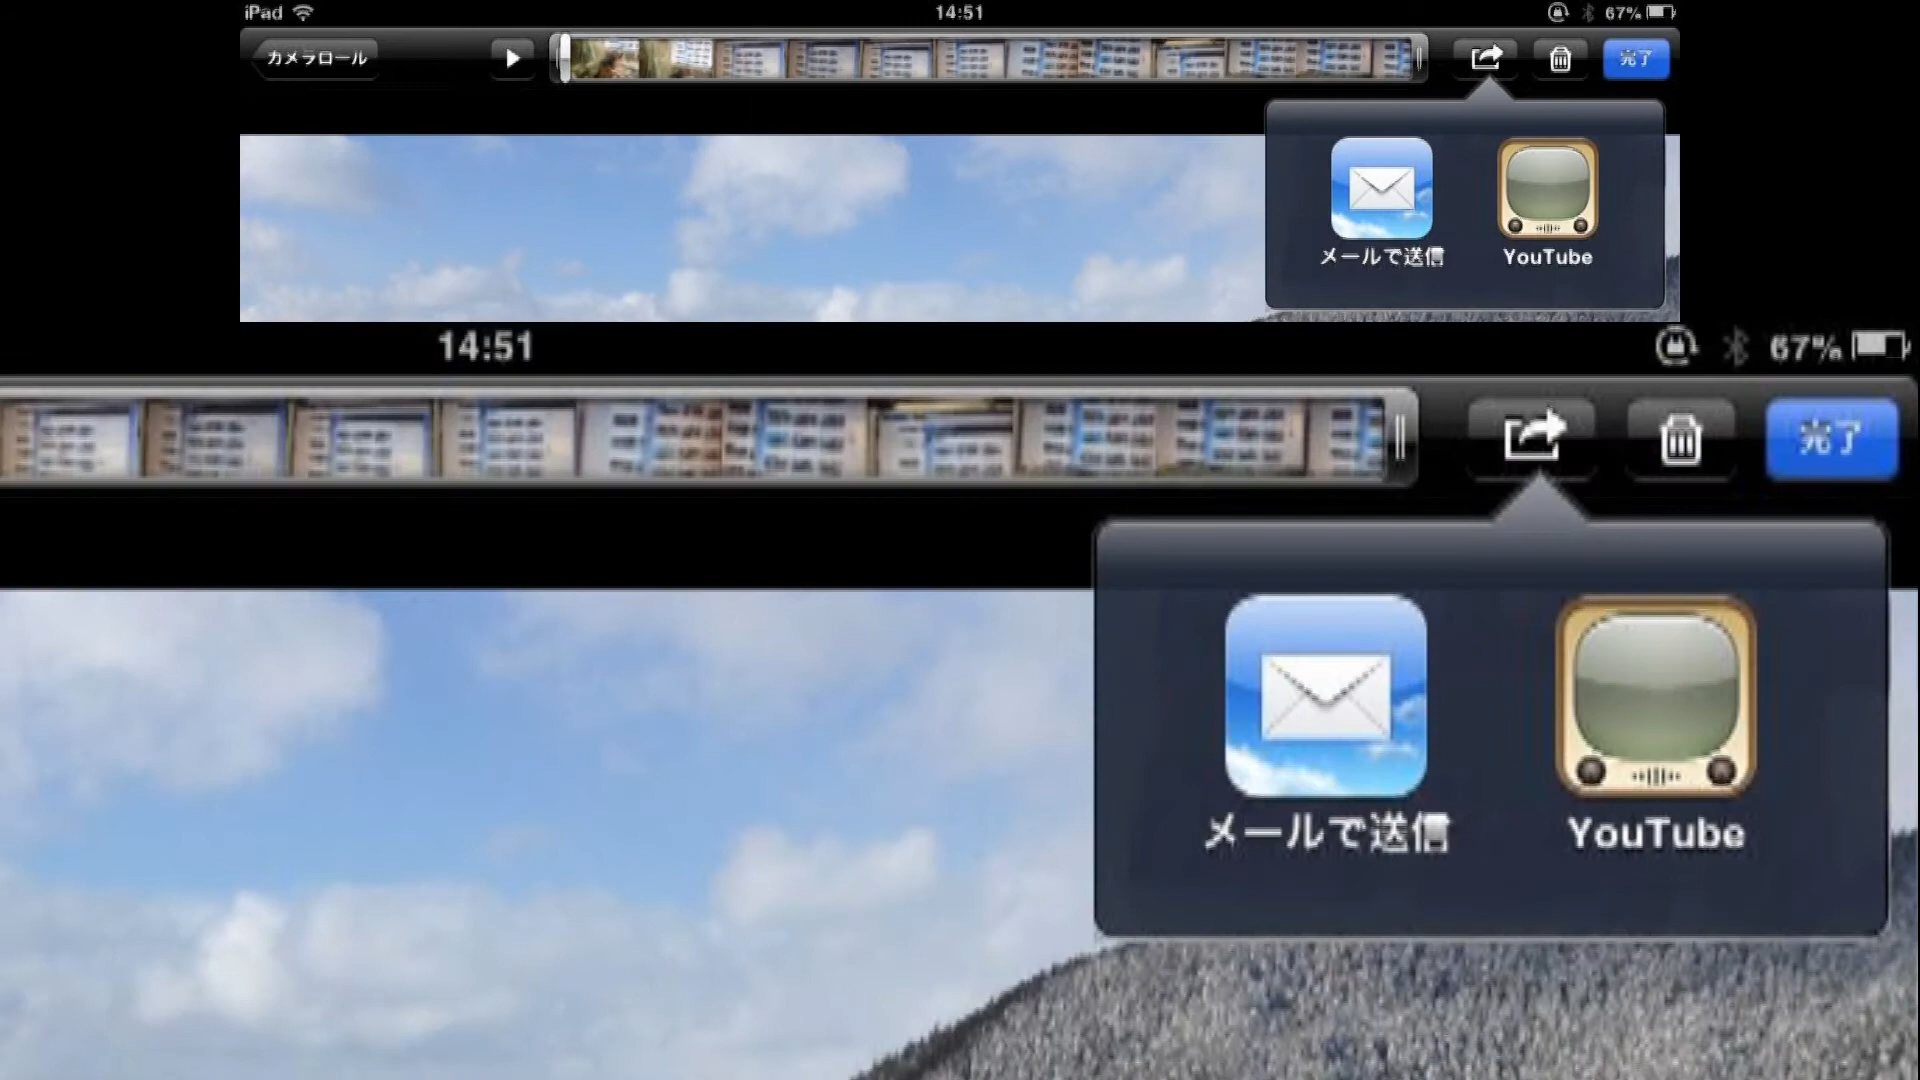 iPad 14:51 67%
カメラロール 完了
メールで送信 YouTube
14:51 67%
完了
メールで送信 YouTube